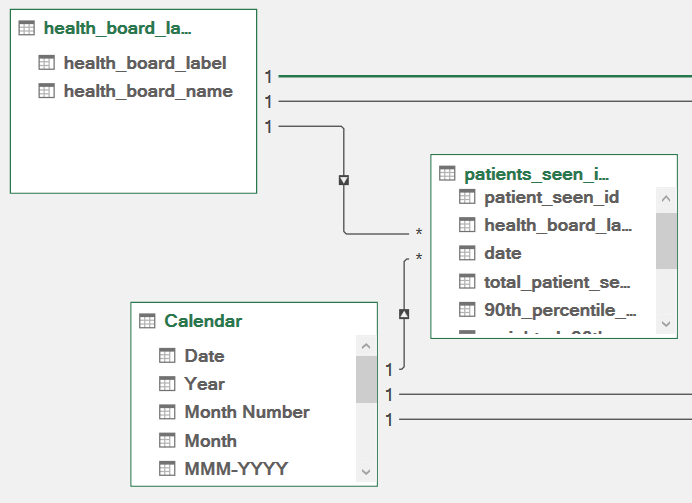 health_board_la...
health_board_label
health_board_name
1
1
1
patients_seen_i...
patient_seen_id
health_board_la...
date
total_patient_se...
90th_percentile_...
*
*
Calendar
Date
Year
Month Number
Month
MMM-YYYY
1
1
1